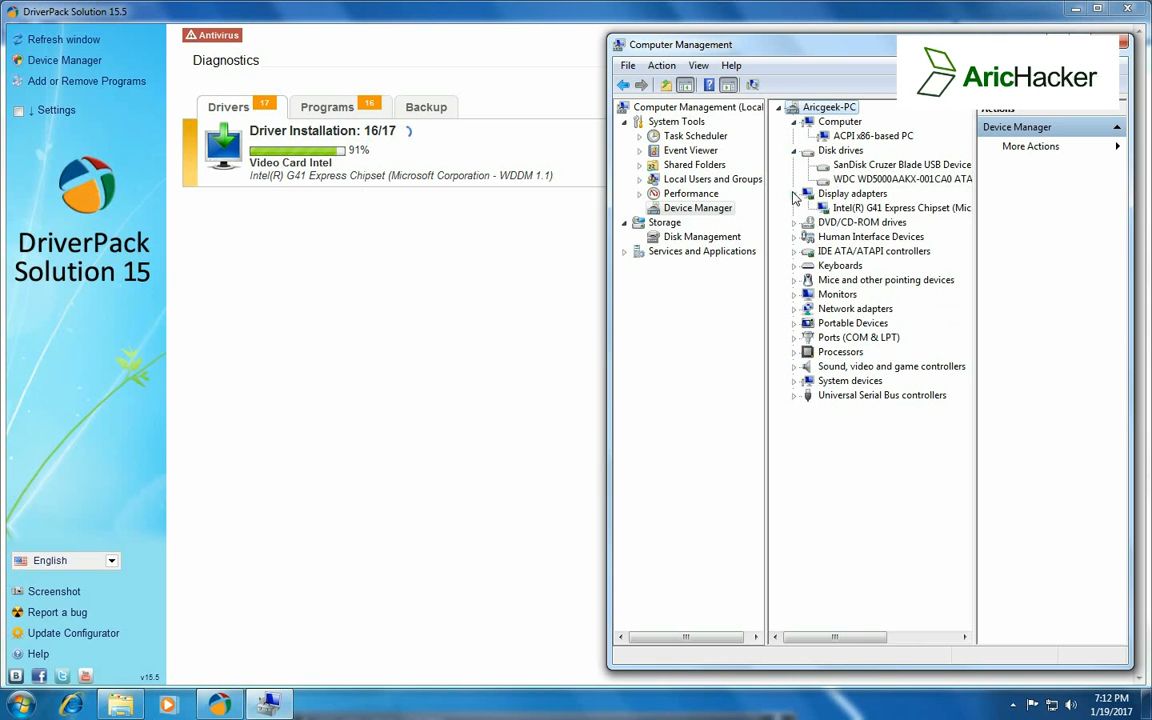 DriverPack Solution 15.5
Refresh window
Device Manager
Add or Remove Programs
↓ Settings
DriverPack
Solution 15
English
Screenshot
Report a bug
Update Configurator
Help
v15.5
Antivirus
Diagnostics
Drivers 17
Programs 16
Backup
Driver Installation: 16/17
91%
Video Card Intel
Intel(R) G41 Express Chipset (Microsoft Corporation - WDDM 1.1)
Computer Management
File Action View Help
AricHacker
Computer Management (Local
System Tools
Task Scheduler
Event Viewer
Shared Folders
Local Users and Groups
Performance
Device Manager
Storage
Disk Management
Services and Applications
Aricgeek-PC
Computer
ACPI x86-based PC
Disk drives
SanDisk Cruzer Blade USB Device
WDC WD5000AAKX-001CA0 ATA
Display adapters
Intel(R) G41 Express Chipset (Mic
DVD/CD-ROM drives
Human Interface Devices
IDE ATA/ATAPI controllers
Keyboards
Mice and other pointing devices
Monitors
Network adapters
Portable Devices
Ports (COM & LPT)
Processors
Sound, video and game controllers
System devices
Universal Serial Bus controllers
Actions
Device Manager
More Actions
7:12 PM
1/19/2017